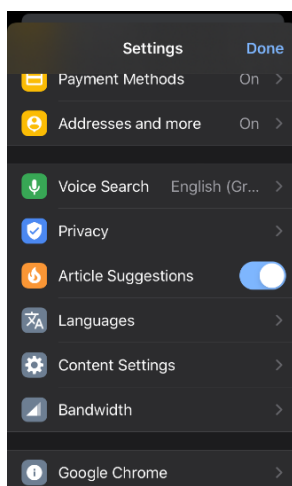 Settings Done
Payment Methods On
Addresses and more On
Voice Search English (Gr...
Privacy
Article Suggestions
Languages
Content Settings
Bandwidth
Google Chrome